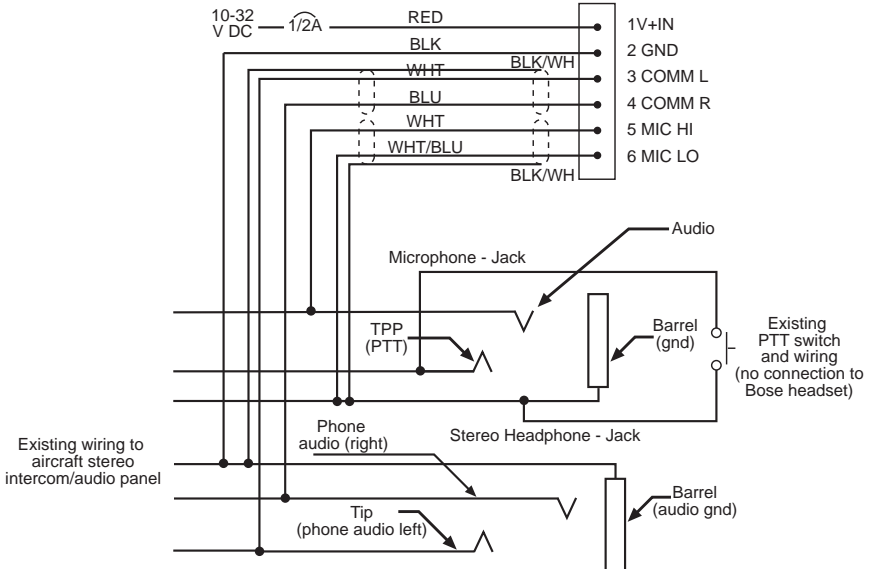 10-32
V DC
1/2A
RED
1V+IN
BLK
2 GND
BLK/WH
WHT
3 COMM L
BLU
4 COMM R
WHT
5 MIC HI
WHT/BLU
6 MIC LO
BLK/WH
Audio
Microphone - Jack
TPP
(PTT)
Barrel
(gnd)
Existing
PTT switch
and wiring
(no connection to
Bose headset)
Phone
audio (right)
Stereo Headphone - Jack
Existing wiring to
aircraft stereo
intercom/audio panel
Tip
(phone audio left)
Barrel
(audio gnd)